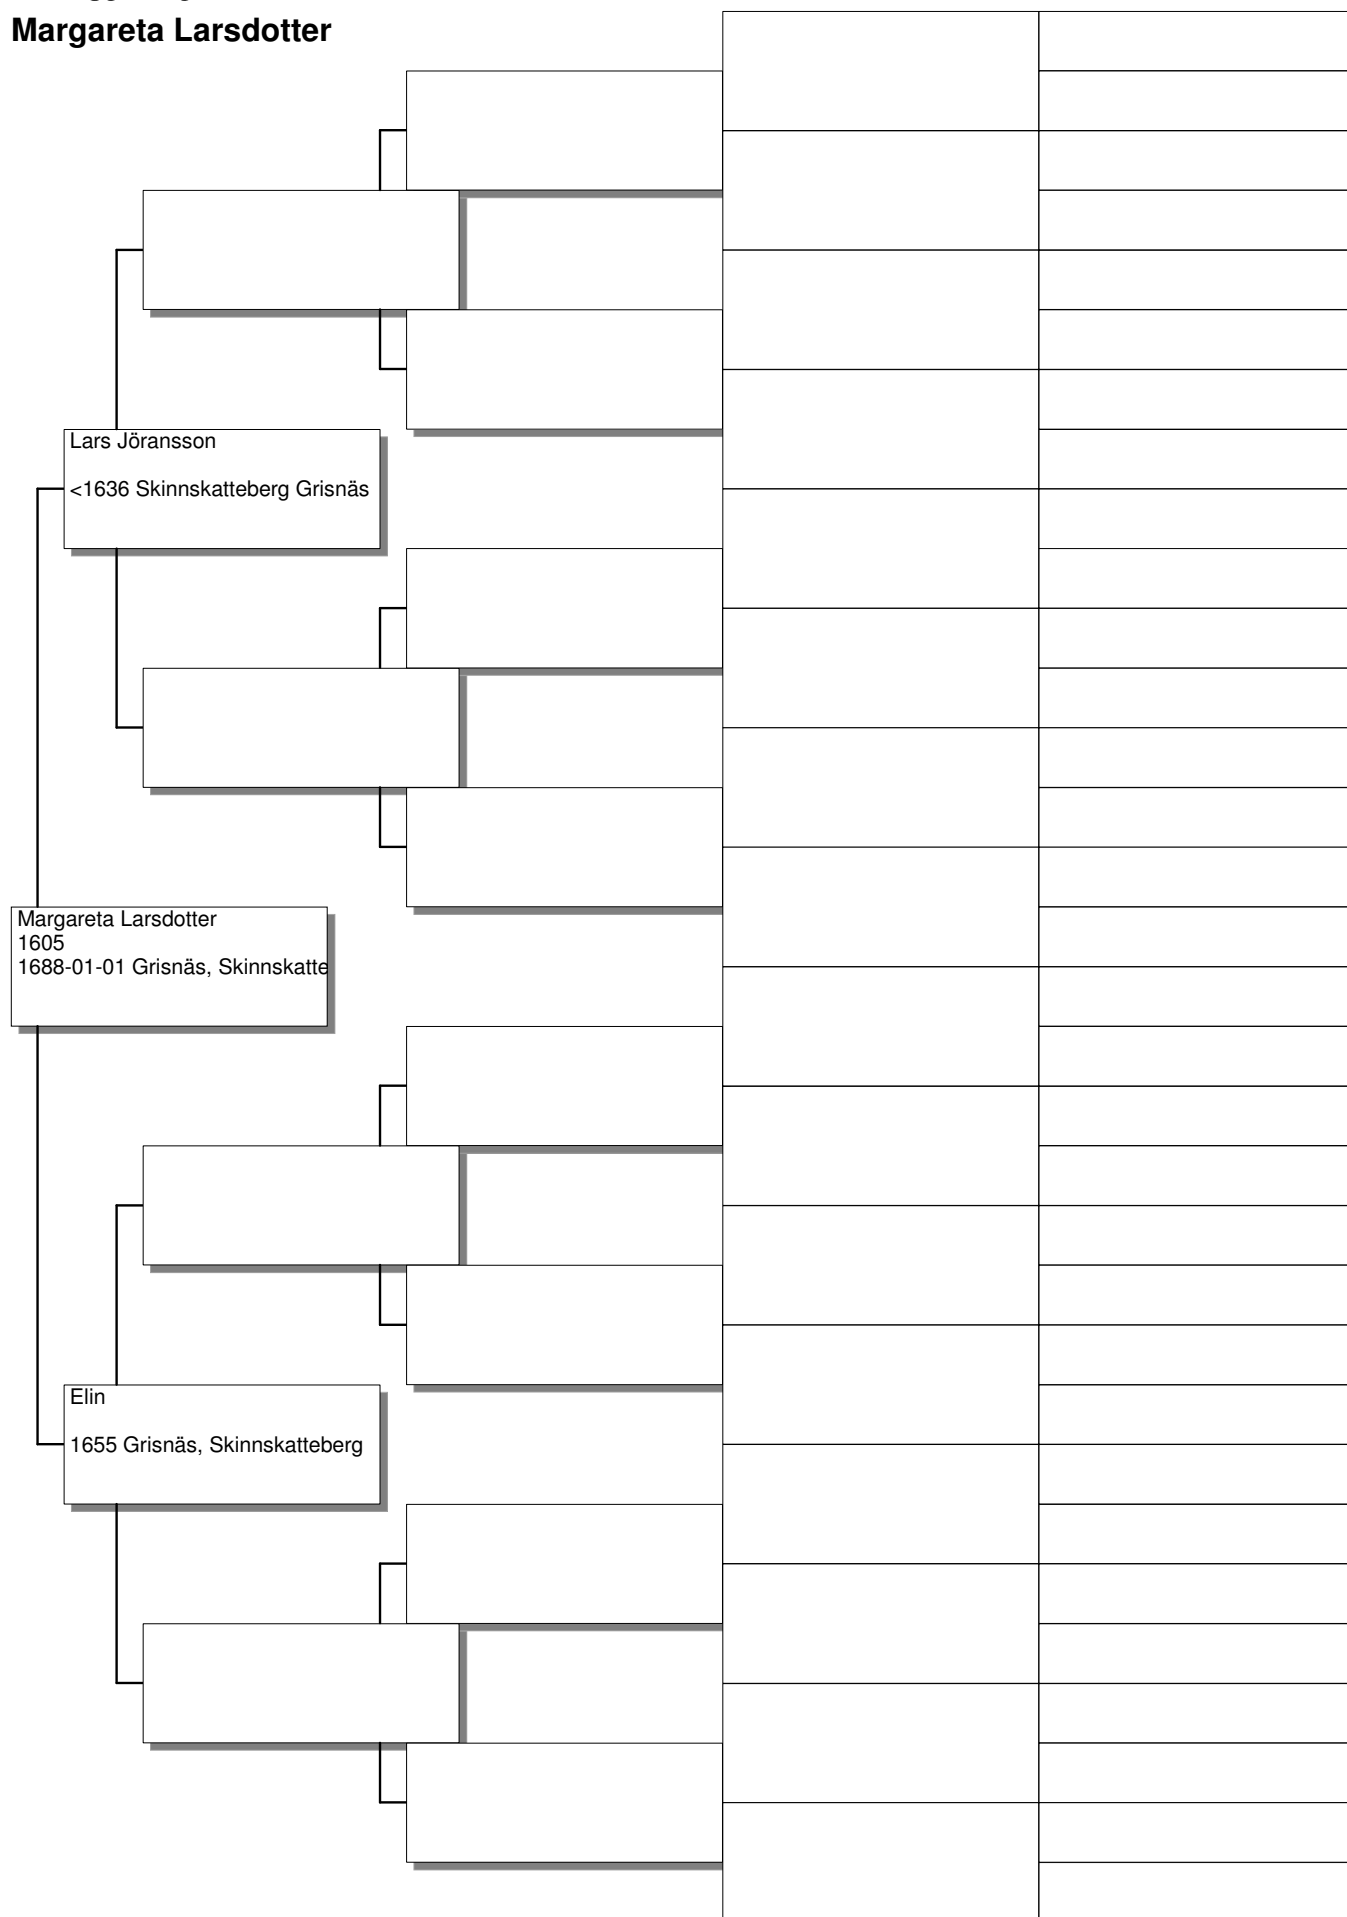 Margareta Larsdotter
Lars Jöransson
<1636 Skinnskatteberg Grisnäs
Margareta Larsdotter
1605
1688-01-01 Grisnäs, Skinnskatte
Elin
1655 Grisnäs, Skinnskatteberg